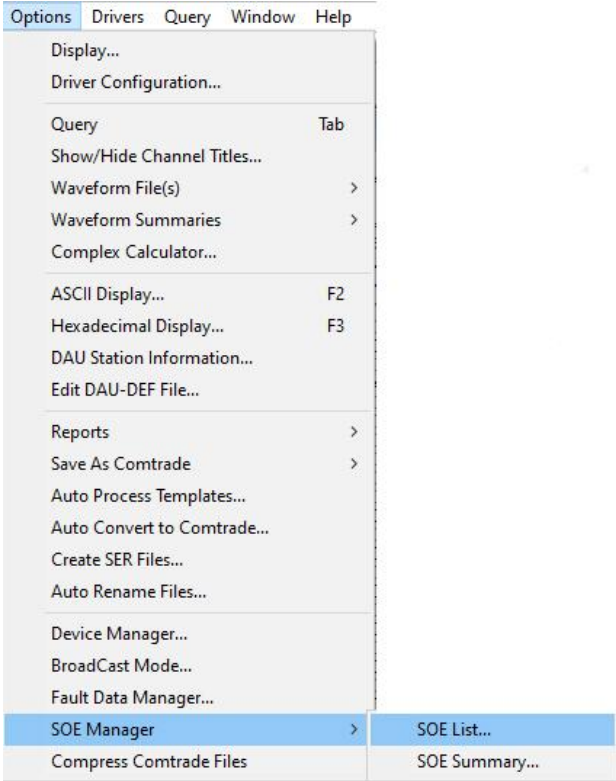 Options Drivers Query Window Help
Display...
Driver Configuration...
Query Tab
Show/Hide Channel Titles...
Waveform File(s) >
Waveform Summaries >
Complex Calculator...
ASCII Display... F2
Hexadecimal Display... F3
DAU Station Information...
Edit DAU-DEF File...
Reports >
Save As Comtrade >
Auto Process Templates...
Auto Convert to Comtrade...
Create SER Files...
Auto Rename Files...
Device Manager...
BroadCast Mode...
Fault Data Manager...
SOE Manager > SOE List...
Compress Comtrade Files SOE Summary...